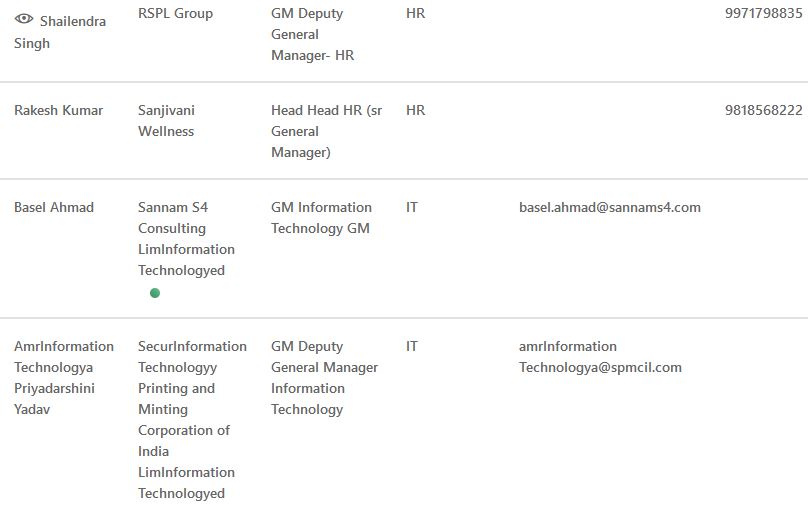 Shailendra
Singh
RSPL Group
GM Deputy
General
Manager- HR
HR
9971798835
Rakesh Kumar
Sanjivani
Wellness
Head Head HR (sr
General
Manager)
HR
9818568222
Basel Ahmad
Sannam S4
Consulting
LimInformation
Technologyed
GM Information
Technology GM
IT
basel.ahmad@sannams4.com
AmrInformation
Technologya
Priyadarshini
Yadav
SecurInformation
Technologyy
Printing and
Minting
Corporation of
India
LimInformation
Technologyed
GM Deputy
General Manager
Information
Technology
IT
amrInformation
Technologya@spmcil.com